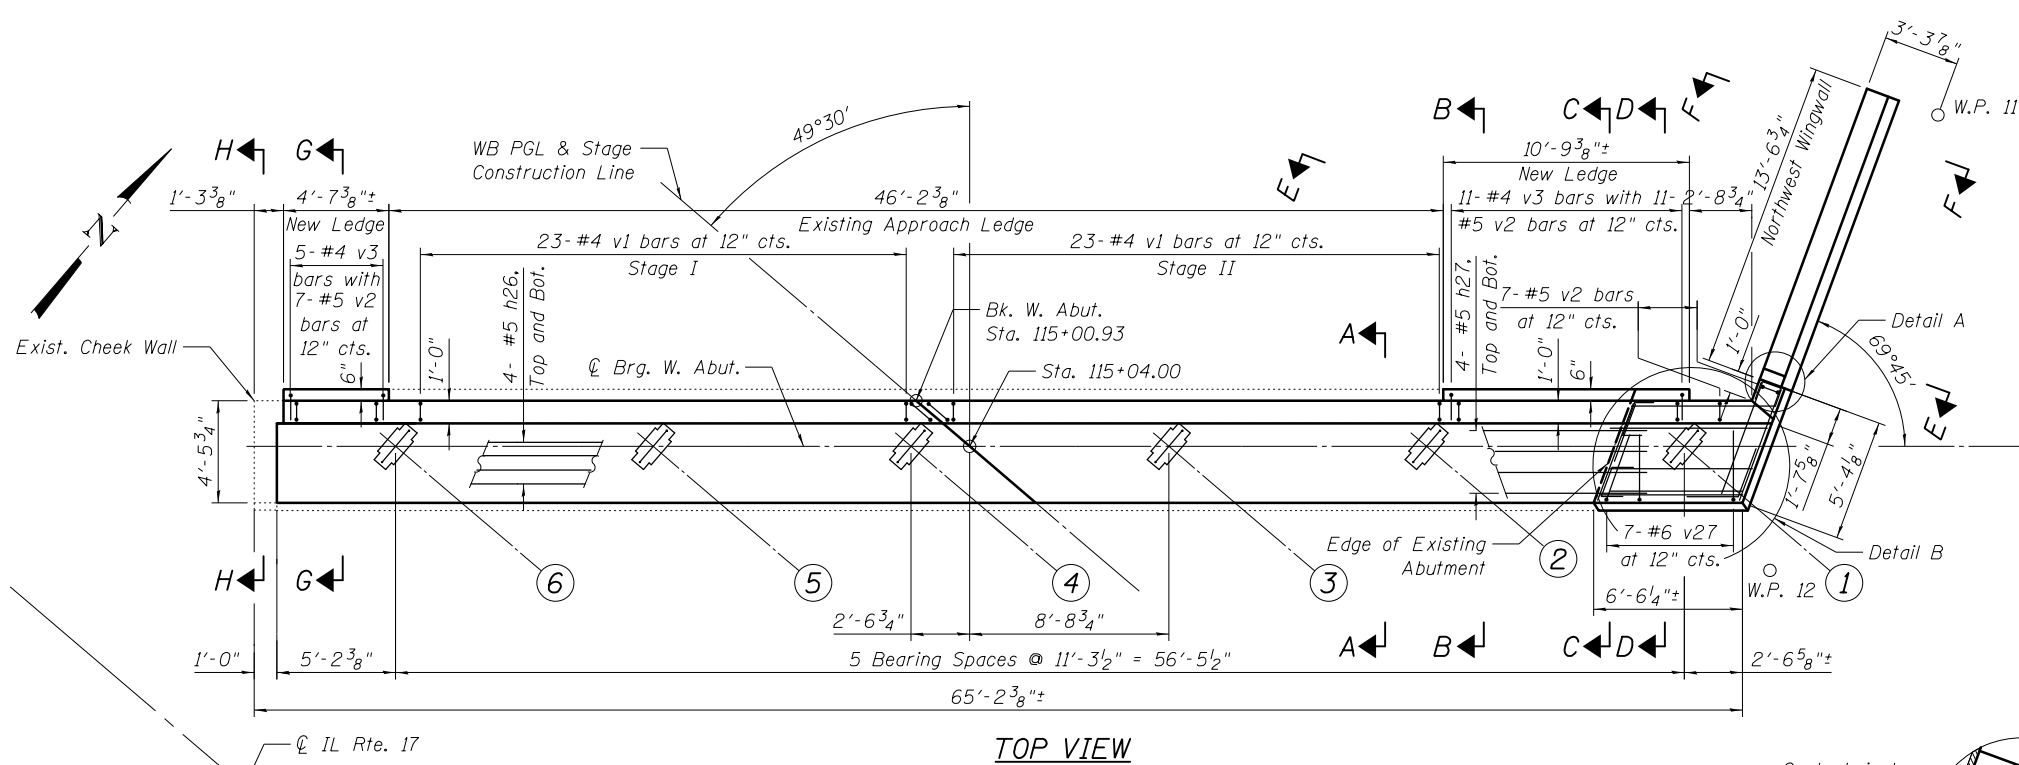 3'-3 7/8"
W.P. 11
13'-6 3/4"
Northwest Wingwall
F
F
49°30'
WB PGL & Stage
Construction Line
B
C
D
E
H
G
10'-9 3/8"±
New Ledge
1'-3 3/8"
4'-7 3/8"±
46'-2 3/8"
11-#4 v3 bars with 11-
#5 v2 bars at 12" cts.
2'-8 3/4"
N
New Ledge
Existing Approach Ledge
5-#4 v3
bars with
7-#5 v2
bars at
12" cts.
23-#4 v1 bars at 12" cts.
Stage I
23-#4 v1 bars at 12" cts.
Stage II
4- #5 h26,
Top and Bot.
4- #5 h27,
Top and Bot.
7-#5 v2 bars
at 12" cts.
1'-0"
Bk. W. Abut.
Sta. 115+00.93
A
Detail A
69°45'
Exist. Cheek Wall
6"
1'-0"
℄ Brg. W. Abut.
Sta. 115+04.00
1'-0"
6"
E
4'-5 3/4"
1'-7 5/8"
5'-4 1/8"
Edge of Existing
Abutment
7-#6 v27
at 12" cts.
Detail B
H
G
6
5
4
3
2
W.P. 12
1
6'-6 1/4"±
2'-6 3/4"
8'-8 3/4"
A
B
C
D
1'-0"
5'-2 3/8"
5 Bearing Spaces @ 11'-3 1/2" = 56'-5 1/2"
2'-6 5/8"±
65'-2 3/8"±
℄ IL Rte. 17
TOP VIEW